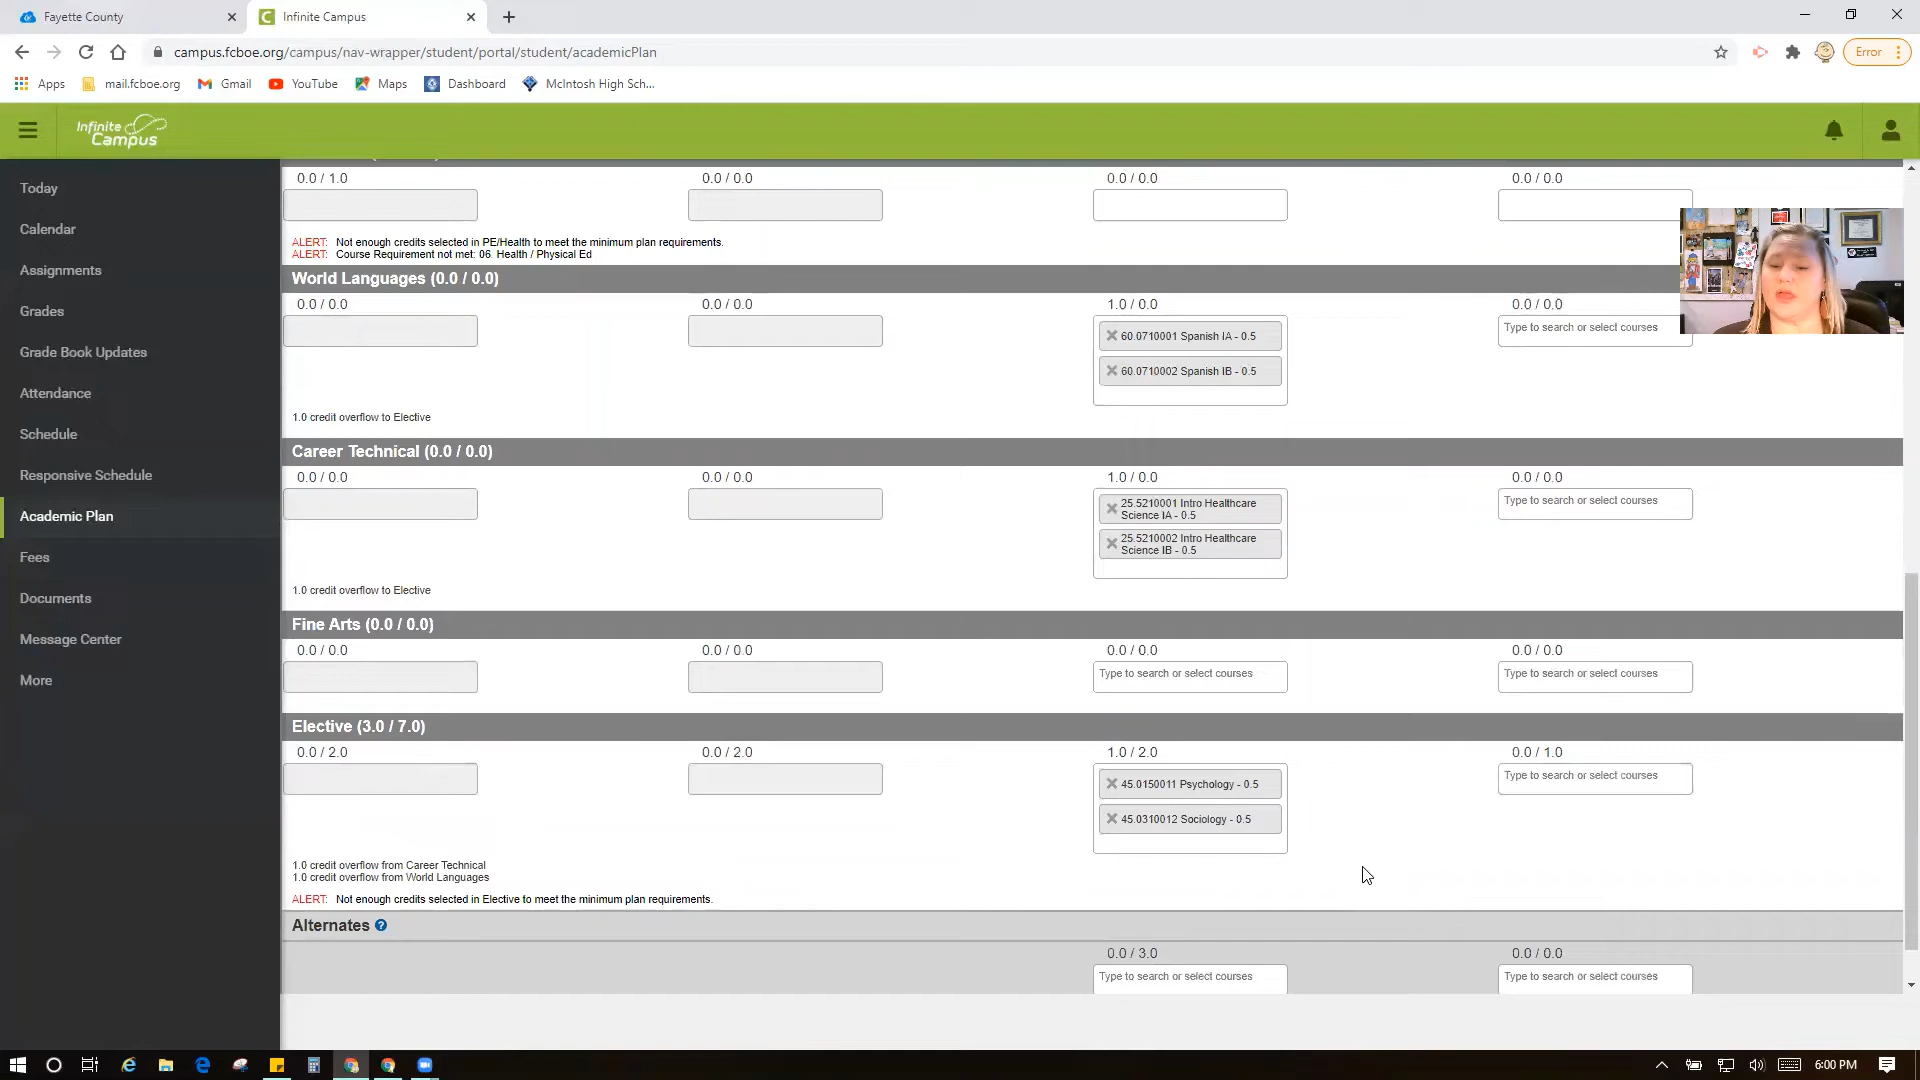 Fayette County
Infinite Campus
campus.fcboe.org/campus/nav-wrapper/student/portal/student/academicPlan
Error
Apps
mail.fcboe.org
Gmail
YouTube
Maps
Dashboard
McIntosh High Sch...
Infinite
Campus
Today
Calendar
Assignments
Grades
Grade Book Updates
Attendance
Schedule
Responsive Schedule
Academic Plan
Fees
Documents
Message Center
More
0.0 / 1.0
0.0 / 0.0
0.0 / 0.0
0.0 / 0.0
ALERT: Not enough credits selected in PE/Health to meet the minimum plan requirements.
ALERT: Course Requirement not met: 06. Health / Physical Ed
World Languages (0.0 / 0.0)
0.0 / 0.0
0.0 / 0.0
1.0 / 0.0
0.0 / 0.0
60.0710001 Spanish IA - 0.5
60.0710002 Spanish IB - 0.5
Type to search or select courses
1.0 credit overflow to Elective
Career Technical (0.0 / 0.0)
0.0 / 0.0
0.0 / 0.0
1.0 / 0.0
0.0 / 0.0
25.5210001 Intro Healthcare
Science IA - 0.5
25.5210002 Intro Healthcare
Science IB - 0.5
Type to search or select courses
1.0 credit overflow to Elective
Fine Arts (0.0 / 0.0)
0.0 / 0.0
0.0 / 0.0
0.0 / 0.0
0.0 / 0.0
Type to search or select courses
Type to search or select courses
Elective (3.0 / 7.0)
0.0 / 2.0
0.0 / 2.0
1.0 / 2.0
0.0 / 1.0
45.0150011 Psychology - 0.5
45.0310012 Sociology - 0.5
Type to search or select courses
1.0 credit overflow from Career Technical
1.0 credit overflow from World Languages
ALERT: Not enough credits selected in Elective to meet the minimum plan requirements.
Alternates
0.0 / 3.0
0.0 / 0.0
Type to search or select courses
Type to search or select courses
6:00 PM